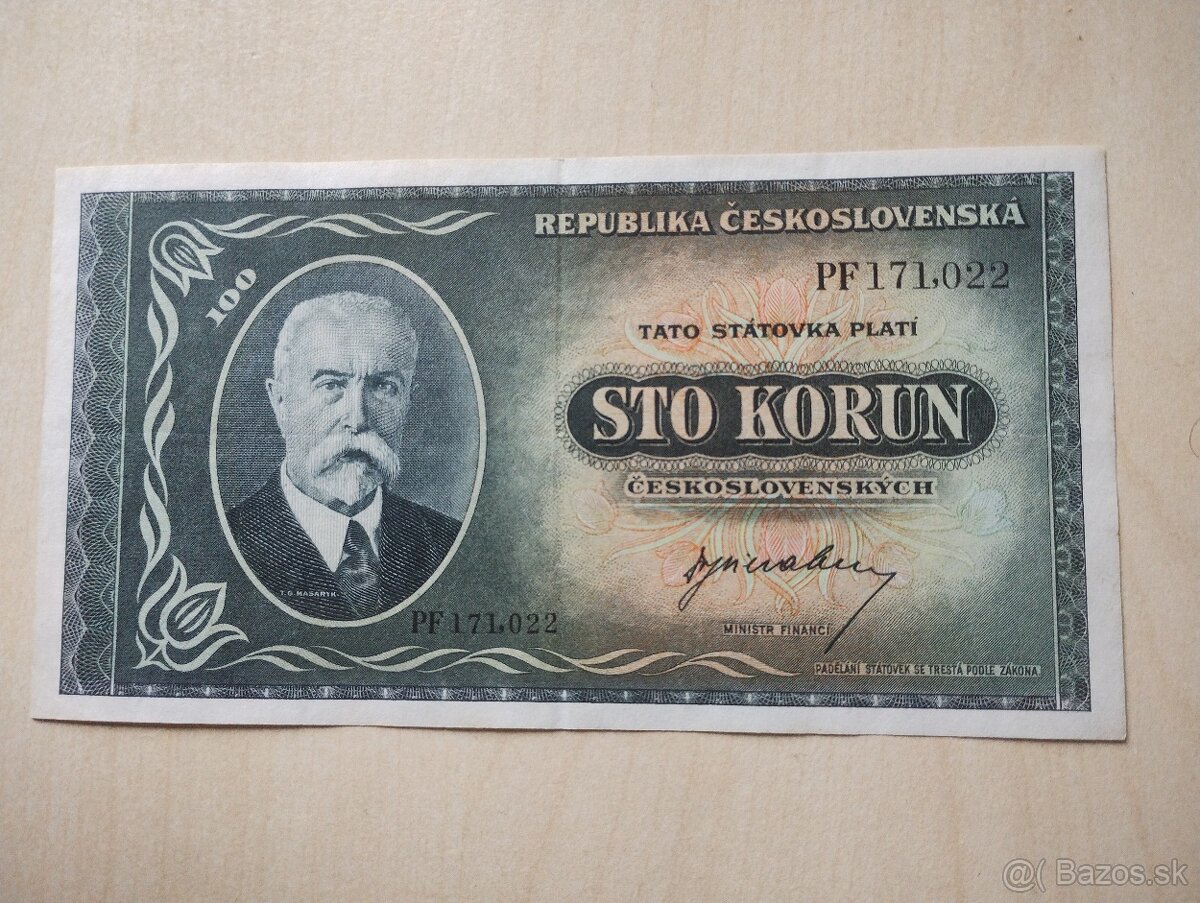 REPUBLIKA ČESKOSLOVENSKÁ
100
PF 171,022
TATO STÁTOVKA PLATÍ
STO KORUN
ČESKOSLOVENSKÝCH
T. G. MASARYK.
PF 171,022
MINISTR FINANCÍ
PADĚLÁNÍ STÁTOVEK SE TRESTÁ PODLE ZÁKONA
@( Bazos.sk